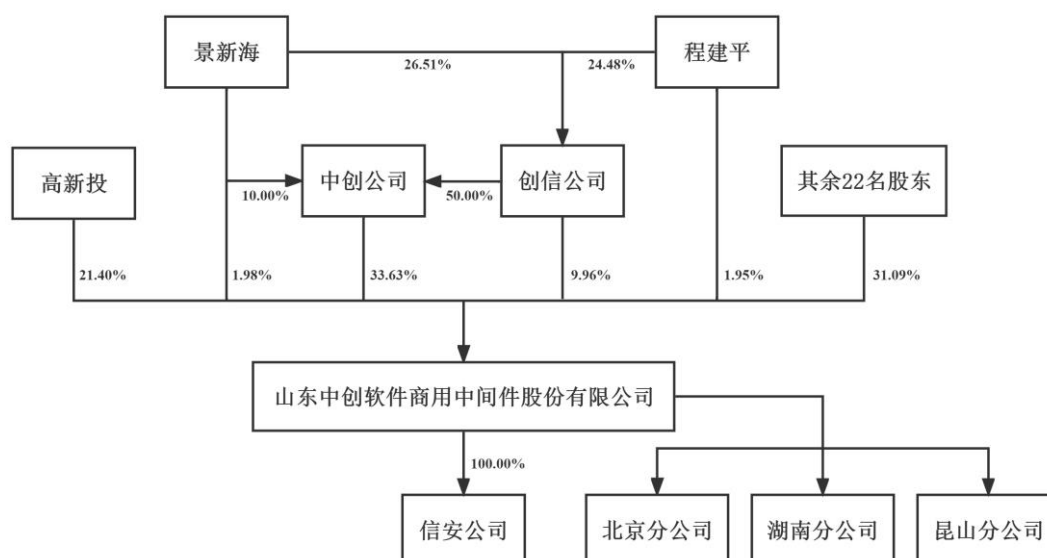 景新海
程建平
26.51%
24.48%
高新投
中创公司
创信公司
其余22名股东
10.00%
50.00%
21.40%
1.98%
33.63%
9.96%
1.95%
31.09%
山东中创软件商用中间件股份有限公司
100.00%
信安公司
北京分公司
湖南分公司
昆山分公司